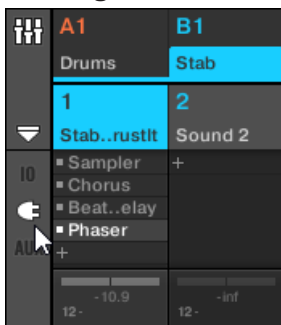 A1 B1
Drums Stab
1 2
Stab..rustlt Sound 2
IO Sampler +
Chorus
Beat..elay
Phaser
+
-10.9 -inf
12- 12-